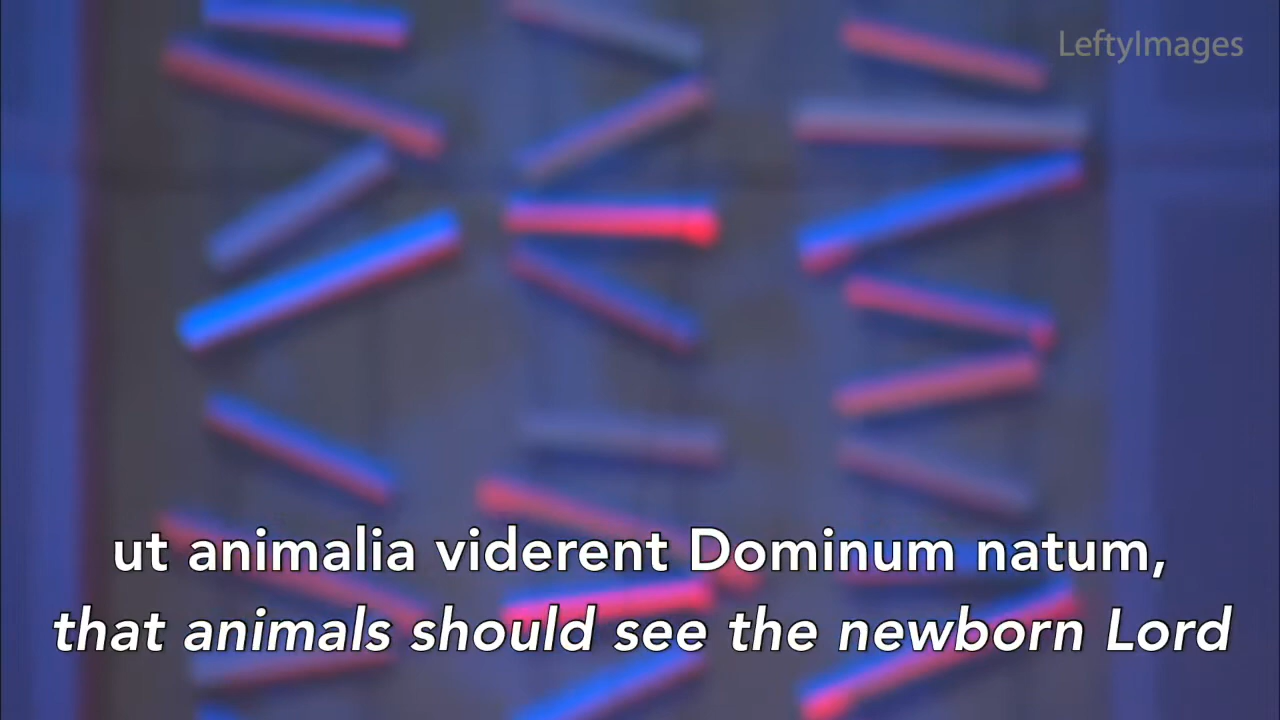 LeftyImages
ut animalia viderent Dominum natum,
that animals should see the newborn Lord